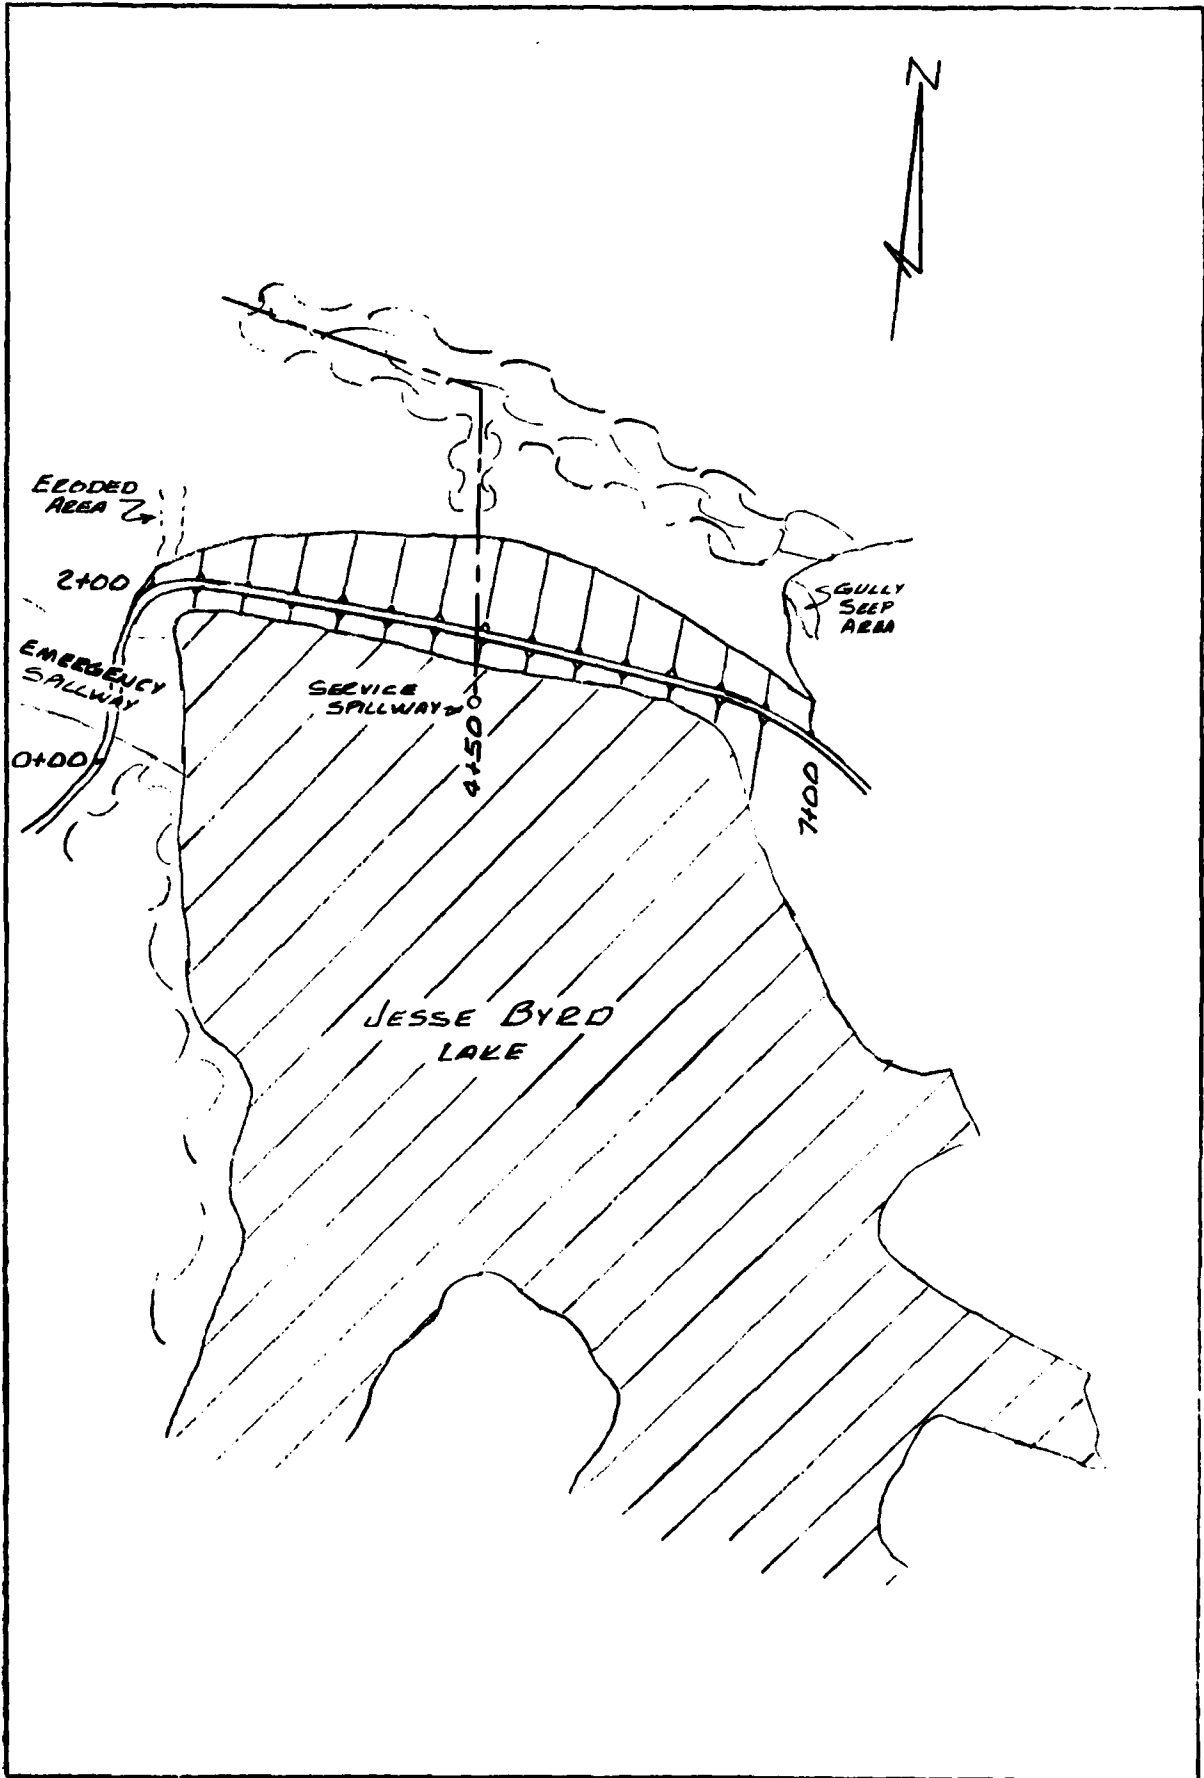 N
ERODED
AREA
2+00
GULLY
SEEP
AREA
EMERGENCY
SPILLWAY
SERVICE
SPILLWAY
0+00
4+50
7+00
JESSE BYRD
LAKE